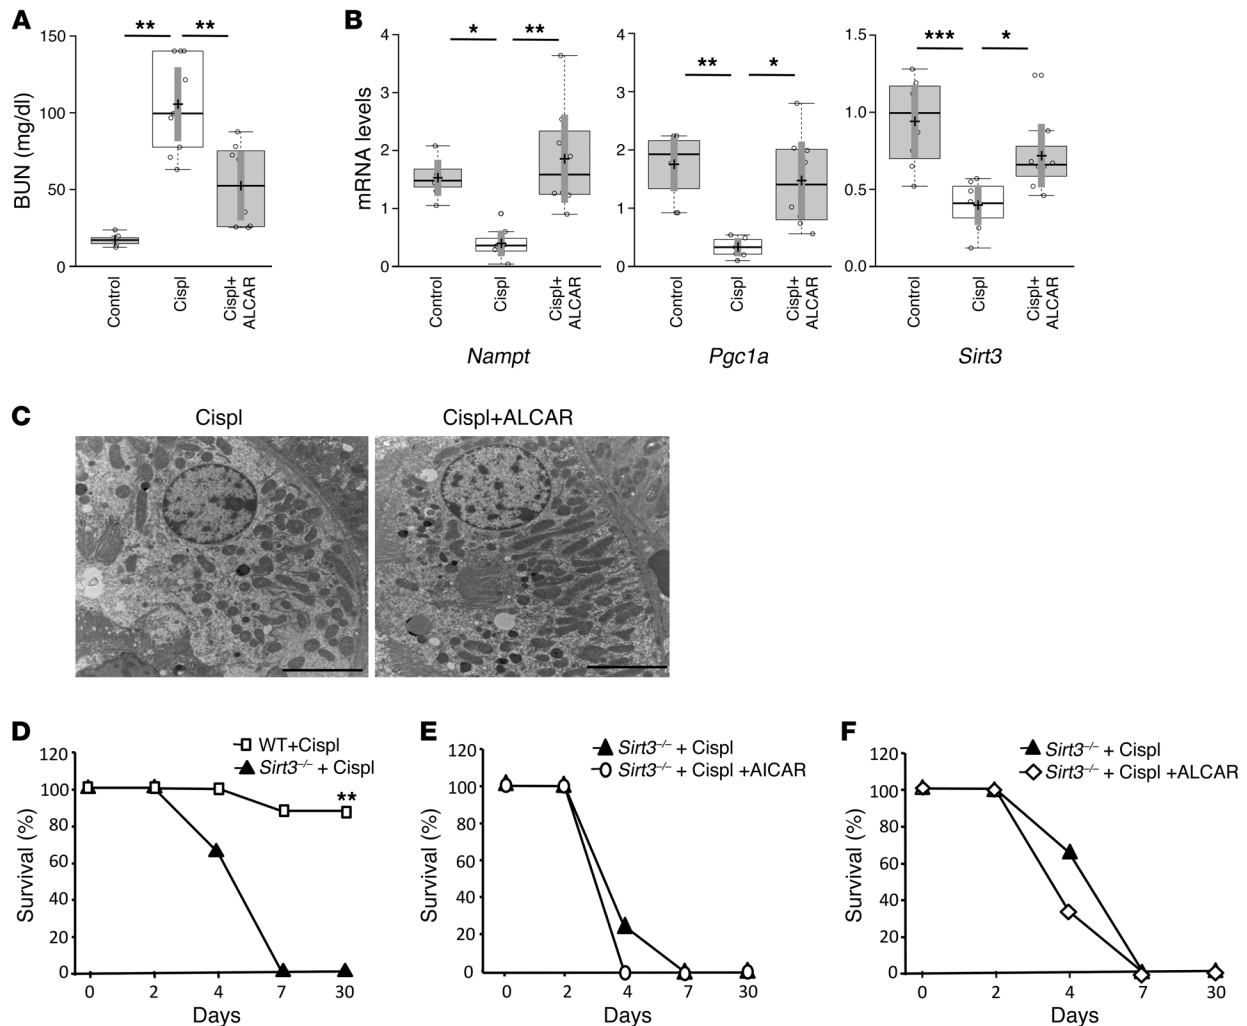 A
BUN (mg/dl)
150
100
50
0
** **
Control
Cispl
Cispl+
ALCAR
B
mRNA levels
4
3
2
1
0
* **
Control
Cispl
Cispl+
ALCAR
Nampt
4
3
2
1
0
** *
Control
Cispl
Cispl+
ALCAR
Pgc1a
1.5
1.0
0.5
0.0
*** *
Control
Cispl
Cispl+
ALCAR
Sirt3
C
Cispl
Cispl+ALCAR
D
WT+Cispl
Sirt3–/– + Cispl
Survival (%)
120
100
80
60
40
20
0
**
0 2 4 7 30
Days
E
Sirt3–/– + Cispl
Sirt3–/– + Cispl +AICAR
Survival (%)
120
100
80
60
40
20
0
0 2 4 7 30
Days
F
Sirt3–/– + Cispl
Sirt3–/– + Cispl +ALCAR
Survival (%)
120
100
80
60
40
20
0
0 2 4 7 30
Days